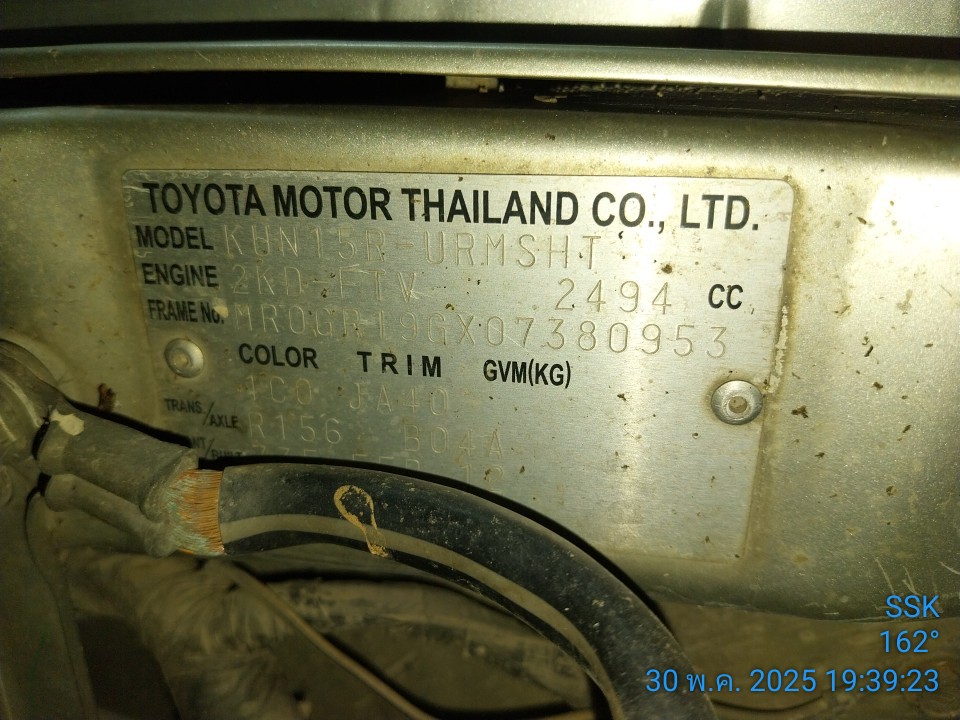 TOYOTA MOTOR THAILAND CO., LTD.
MODEL KUN15R-URMSHT
ENGINE 2KD-FTV 2494 CC
FRAME No. MR0GR19GX07380953
COLOR TRIM GVM(KG)
1C0 JA40
TRANS./AXLE R156 B04A
SSK
162°
30 พ.ค. 2025 19:39:23